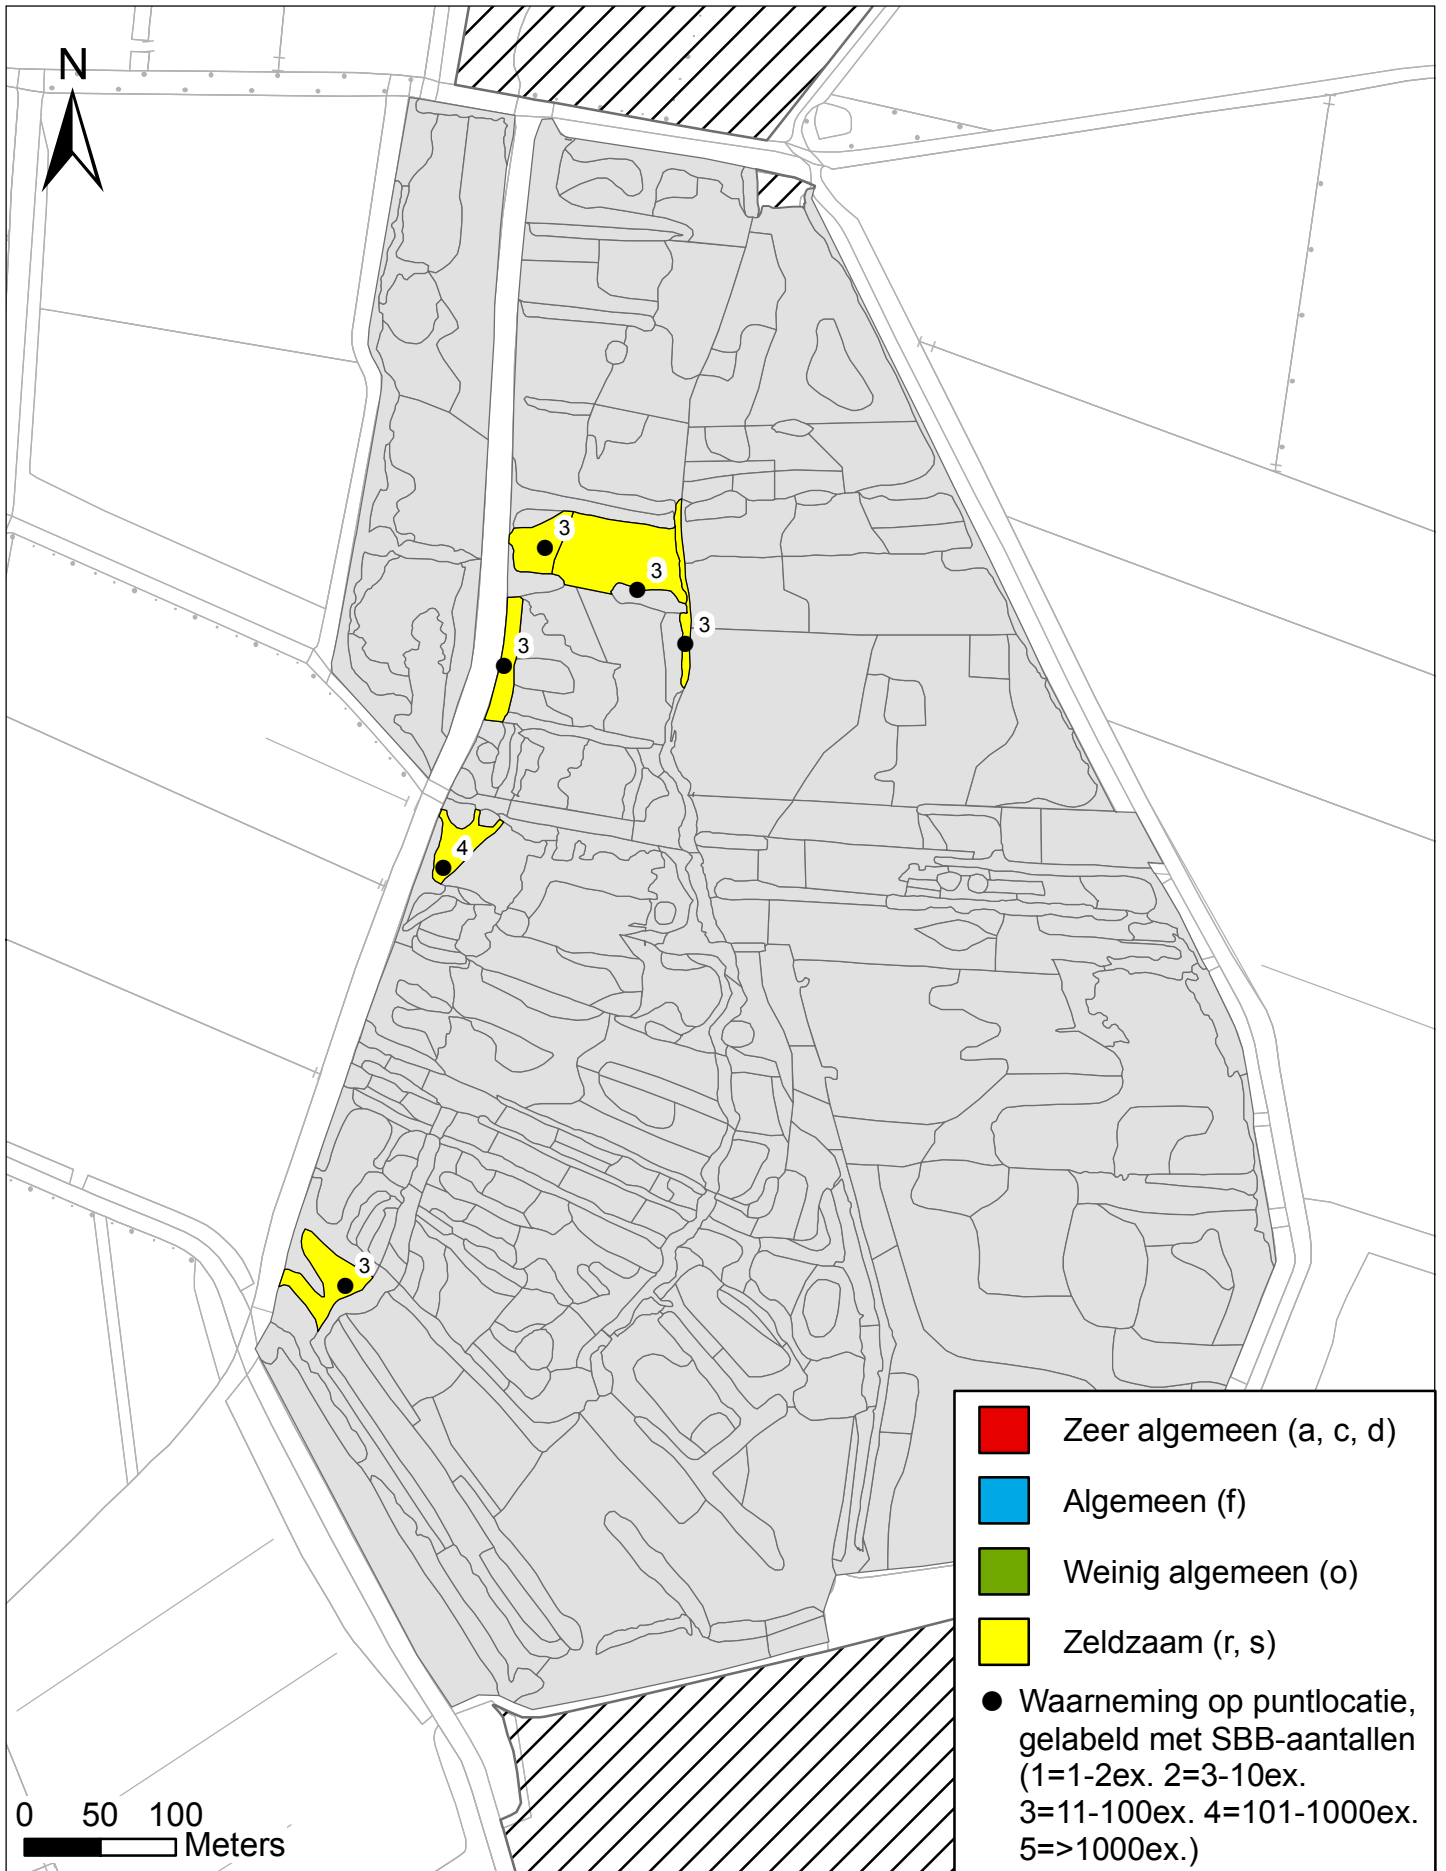 N
3
3
3
3
4
3
Zeer algemeen (a, c, d)
Algemeen (f)
Weinig algemeen (o)
Zeldzaam (r, s)
Waarneming op puntlocatie,
gelabeld met SBB-aantallen
(1=1-2ex. 2=3-10ex.
3=11-100ex. 4=101-1000ex.
5=>1000ex.)
0 50 100
Meters